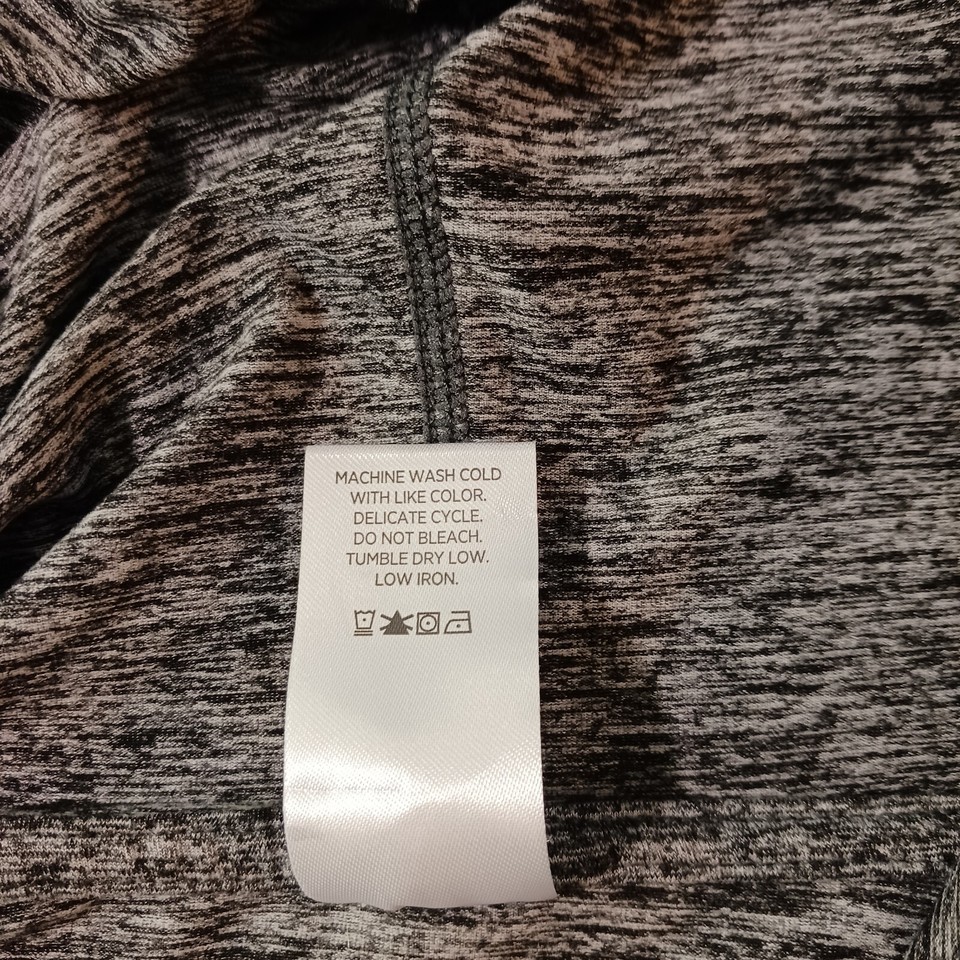 MACHINE WASH COLD
WITH LIKE COLOR.
DELICATE CYCLE.
DO NOT BLEACH.
TUMBLE DRY LOW.
LOW IRON.